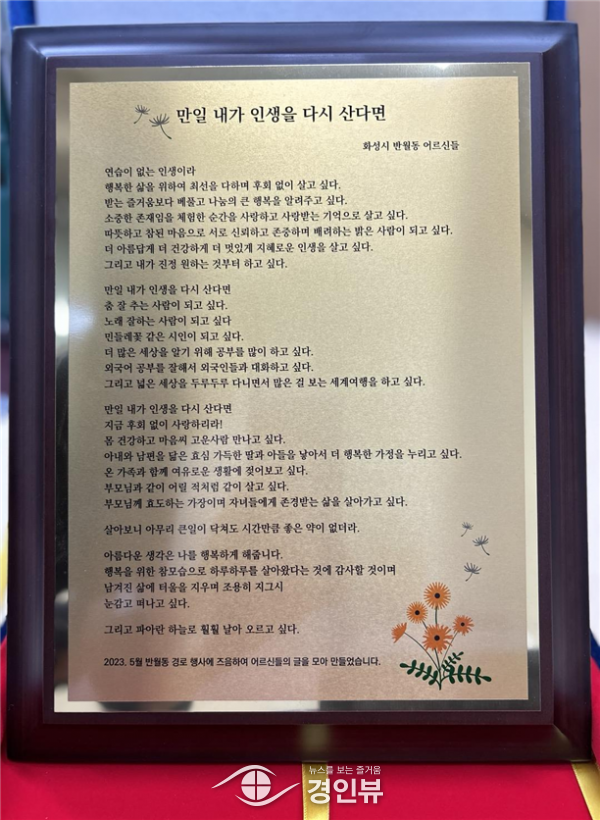 만일 내가 인생을 다시 산다면
화성시 반월동 어르신들
연습이 없는 인생이라
행복한 삶을 위하여 최선을 다하며 후회 없이 살고 싶다.
받는 즐거움보다 베풀고 나눔의 큰 행복을 알려주고 싶다.
소중한 존재임을 체험한 순간을 사랑하고 사랑받는 기억으로 살고 싶다.
따뜻하고 참된 마음으로 서로 신뢰하고 존중하며 배려하는 밝은 사람이 되고 싶다.
더 아름답게 더 건강하게 더 멋있게 지혜로운 인생을 살고 싶다.
그리고 내가 진정 원하는 것부터 하고 싶다.
만일 내가 인생을 다시 산다면
춤 잘 추는 사람이 되고 싶다.
노래 잘하는 사람이 되고 싶다
민들레꽃 같은 시인이 되고 싶다.
더 많은 세상을 알기 위해 공부를 많이 하고 싶다.
외국어 공부를 잘해서 외국인들과 대화하고 싶다.
그리고 넓은 세상을 두루두루 다니면서 많은 걸 보는 세계여행을 하고 싶다.
만일 내가 인생을 다시 산다면
지금 후회 없이 사랑하리라!
몸 건강하고 마음씨 고운사람 만나고 싶다.
아내와 남편을 닮은 효심 가득한 딸과 아들을 낳아서 더 행복한 가정을 누리고 싶다.
온 가족과 함께 여유로운 생활에 젖어보고 싶다.
부모님과 같이 어릴 적처럼 같이 살고 싶다.
부모님께 효도하는 가장이며 자녀들에게 존경받는 삶을 살아가고 싶다.
살아보니 아무리 큰일이 닥쳐도 시간만큼 좋은 약이 없더라.
아름다운 생각은 나를 행복하게 해줍니다.
행복을 위한 참모습으로 하루하루를 살아왔다는 것에 감사할 것이며
남겨진 삶에 터울을 지우며 조용히 지그시
눈감고 떠나고 싶다.
그리고 파아란 하늘로 훨훨 날아 오르고 싶다.
2023. 5월 반월동 경로 행사에 즈음하여 어르신들의 글을 모아 만들었습니다.
뉴스를 보는 즐거움
경인뷰